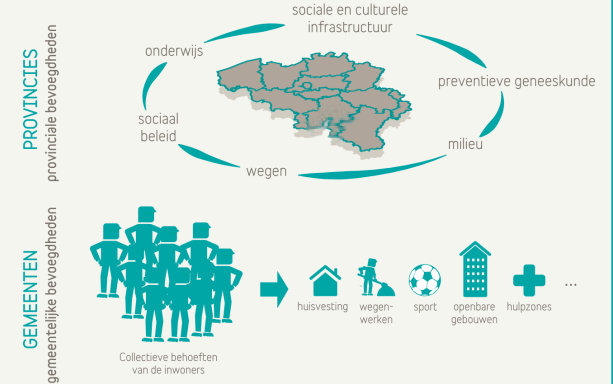 PROVINCIES
provinciale bevoegdheden
sociale en culturele
infrastructuur
onderwijs
preventieve geneeskunde
sociaal
beleid
milieu
wegen
GEMEENTEN
gemeentelijke bevoegdheden
Collectieve behoeften
van de inwoners
huisvesting
wegen-
werken
sport
openbare
gebouwen
hulpzones
...